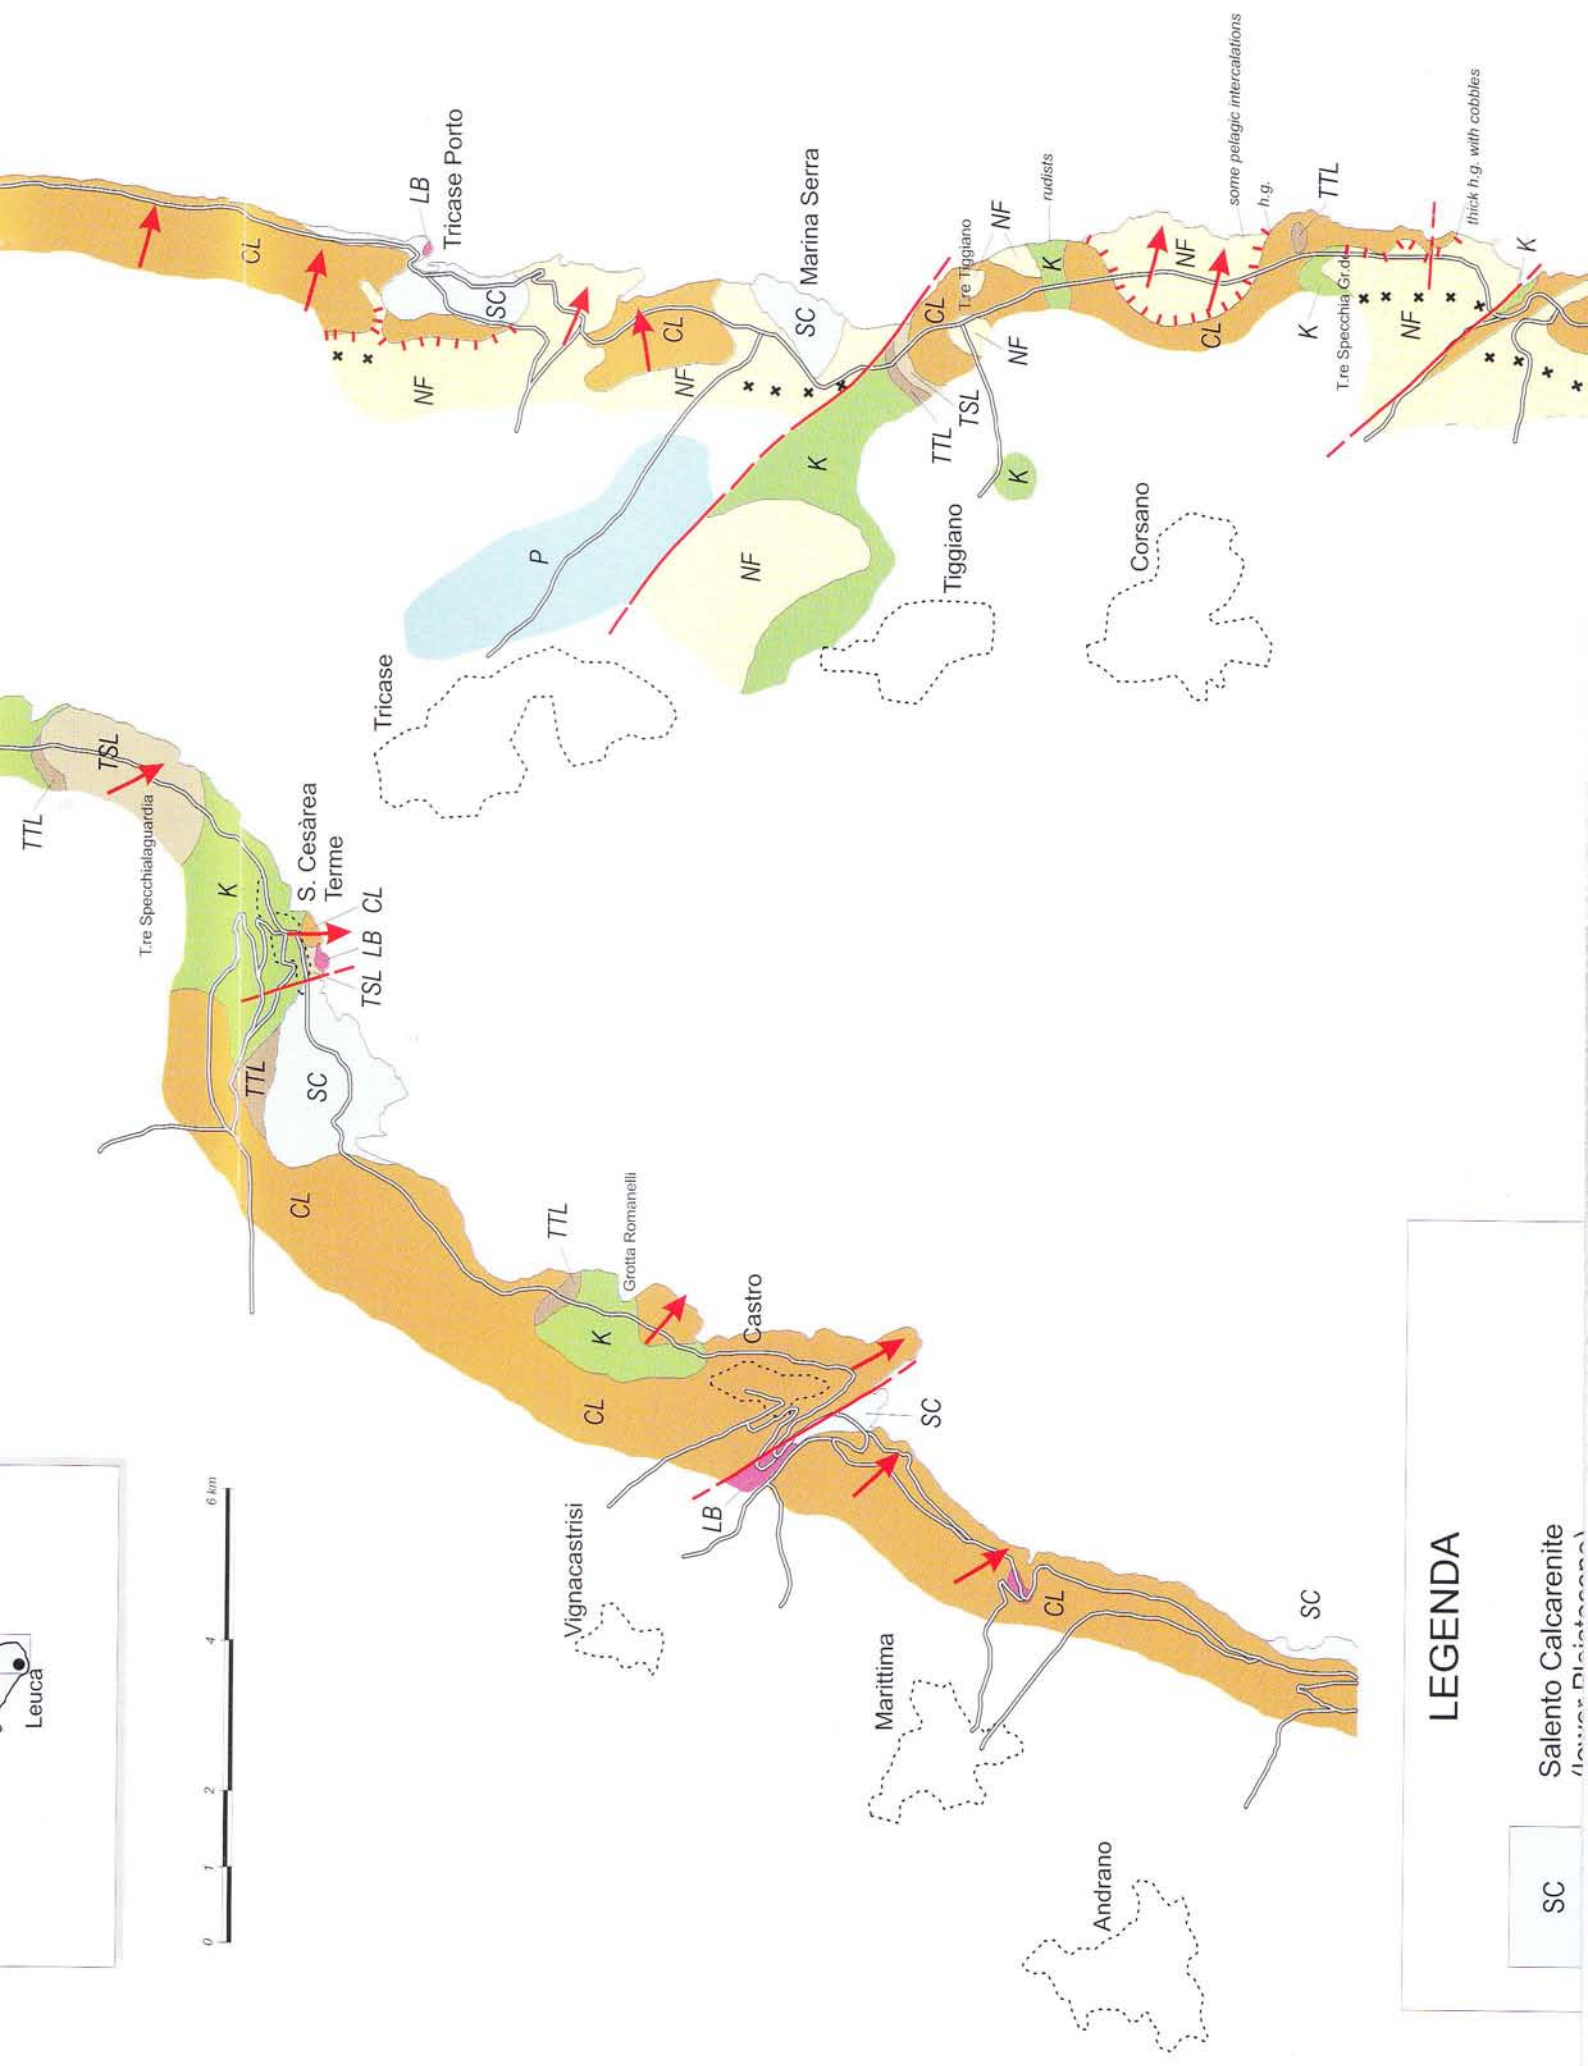 LB
Tricase Porto
CL
SC
NF
CL
NF
SC
Marina Serra
P
K
NF
Tricase
CL
T.re Tiggiano
NF
NF
TTL
TSL
K
K
rudists
Tiggiano
Corsano
some pelagic intercalations
h.g.
NF
CL
TTL
K
T.re Specchia Gr.de
NF
thick h.g. with cobbles
K
TTL
TSL
T.re Specchialaguardia
K
S. Cesàrea
Terme
CL
LB
TSL
TTL
SC
CL
TTL
Grotta Romanelli
K
CL
Castro
SC
LB
Vignacastrisi
Marittima
CL
SC
Andrano
Leuca
0 1 2 4 6 km
LEGENDA
SC
Salento Calcarenite